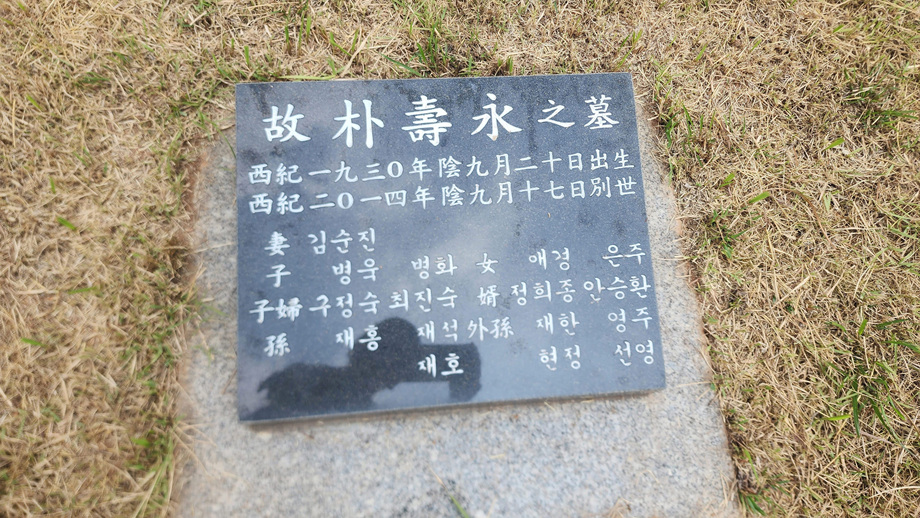 故 朴 壽 永 之 墓
西紀 一九三0年 陰九月二十日出生
西紀 二0一四年 陰九月十七日別世
妻 김순진
子 병욱 병화 女 애경 은주
子婦 구정숙 최진숙 婿 정희종 안승환
孫 재홍 재석 外孫 재한 영주
재호 현정 선영